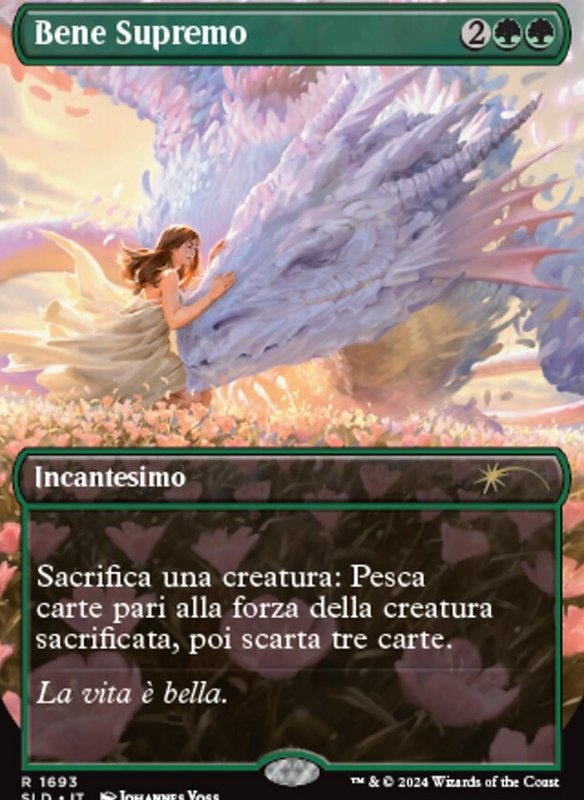 Bene Supremo 2
Incantesimo
Sacrifica una creatura: Pesca
carte pari alla forza della creatura
sacrificata, poi scarta tre carte.
La vita è bella.
R 1693
™ & © 2024 Wizards of the Coast
SLD • IT Johannes Voss